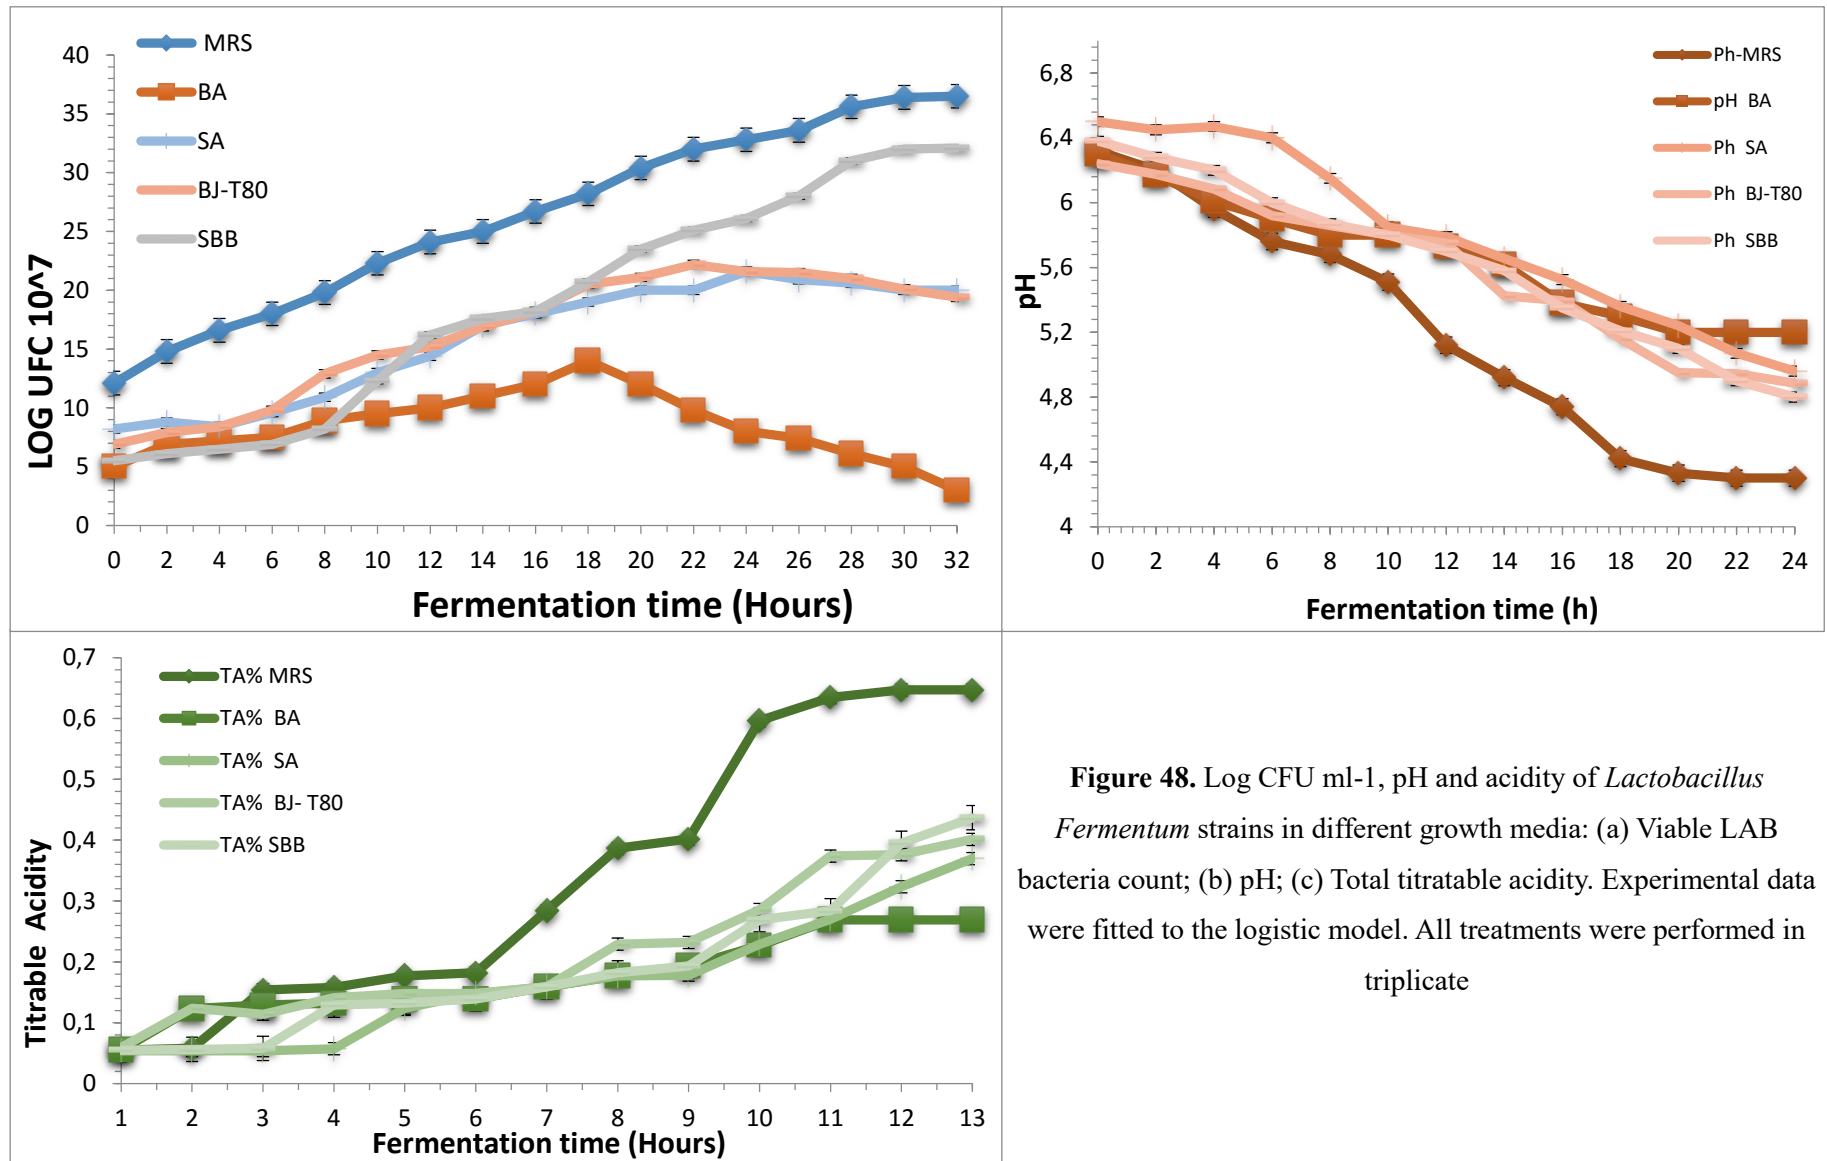 MRS
BA
SA
BJ-T80
SBB
LOG UFC 10^7
40
35
30
25
20
15
10
5
0
0 2 4 6 8 10 12 14 16 18 20 22 24 26 28 30 32
Fermentation time (Hours)
Ph-MRS
pH BA
Ph SA
Ph BJ-T80
Ph SBB
pH
6,8
6,4
6
5,6
5,2
4,8
4,4
4
0 2 4 6 8 10 12 14 16 18 20 22 24
Fermentation time (h)
TA% MRS
TA% BA
TA% SA
TA% BJ- T80
TA% SBB
Titrable Acidity
0,7
0,6
0,5
0,4
0,3
0,2
0,1
0
1 2 3 4 5 6 7 8 9 10 11 12 13
Fermentation time (Hours)
Figure 48. Log CFU ml-1, pH and acidity of Lactobacillus
Fermentum strains in different growth media: (a) Viable LAB
bacteria count; (b) pH; (c) Total titratable acidity. Experimental data
were fitted to the logistic model. All treatments were performed in
triplicate